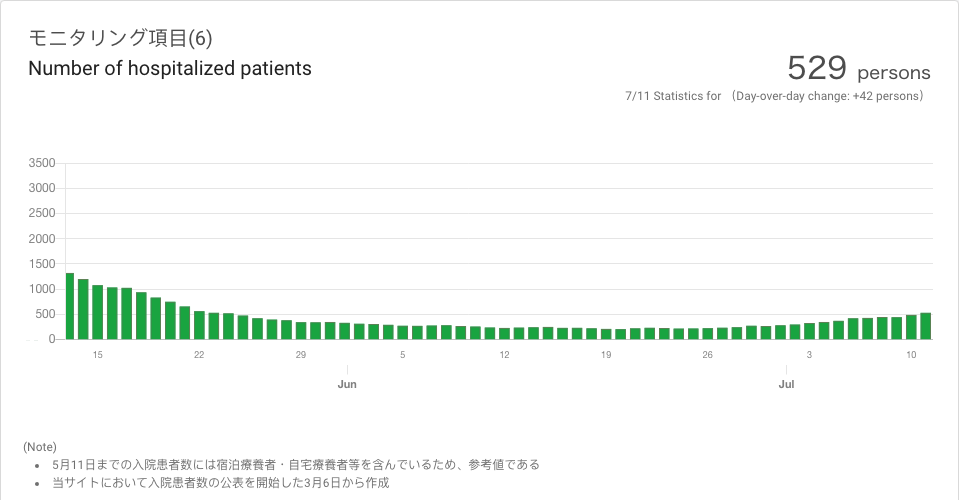 モニタリング項目(6)
Number of hospitalized patients
529 persons
7/11 Statistics for （Day-over-day change: +42 persons）
3500
3000
2500
2000
1500
1000
500
0
15 22 29 5 12 19 26 3 10
Jun Jul
(Note)
• 5月11日までの入院患者数には宿泊療養者・自宅療養者等を含んでいるため、参考値である
• 当サイトにおいて入院患者数の公表を開始した3月6日から作成